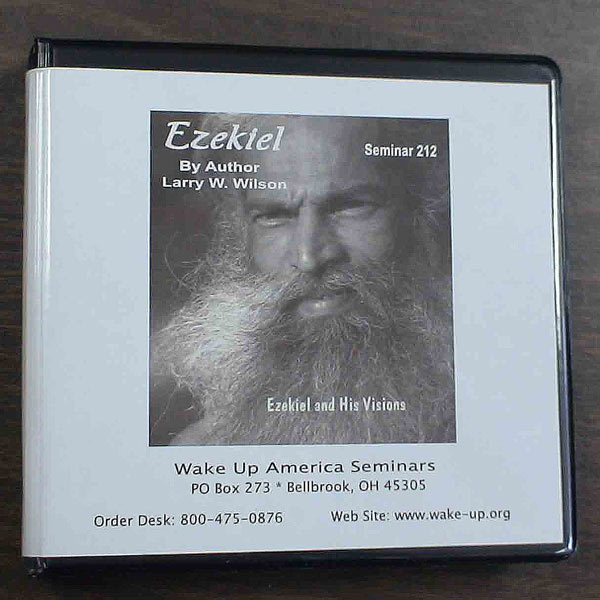 Ezekiel
By Author
Larry W. Wilson
Seminar 212
Ezekiel and His Visions
Wake Up America Seminars
PO Box 273 * Bellbrook, OH 45305
Order Desk: 800-475-0876
Web Site: www.wake-up.org